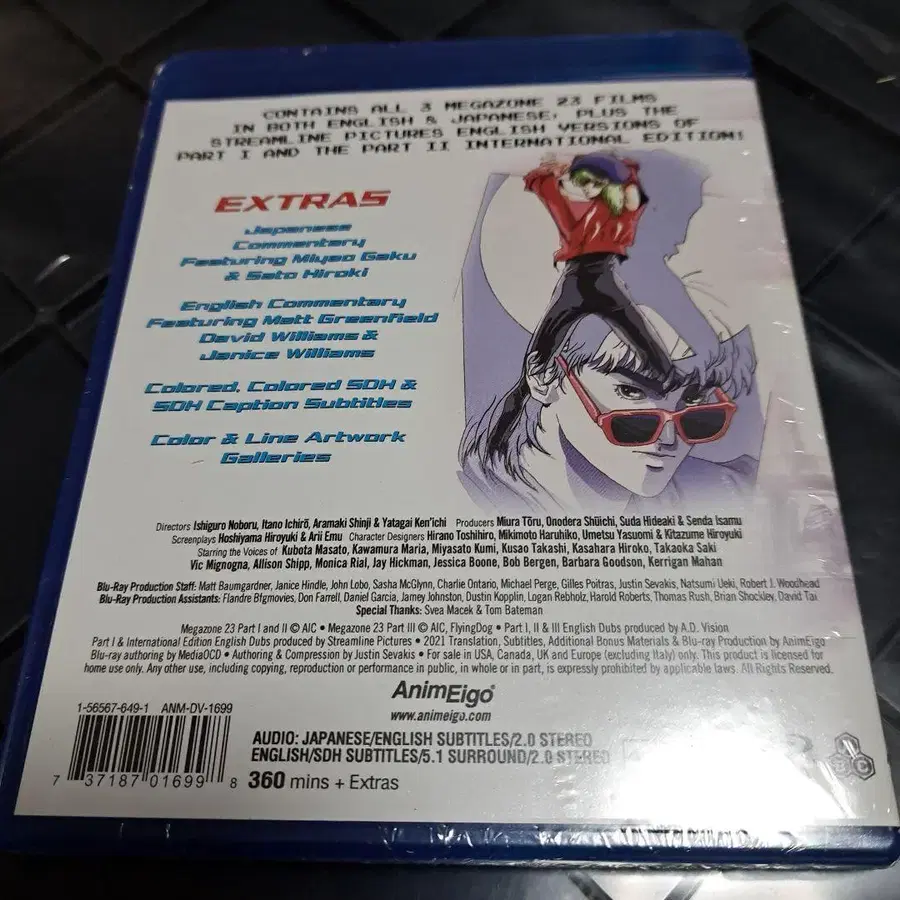 CONTAINS ALL 3 MEGAZONE 23 FILMS
IN BOTH ENGLISH & JAPANESE, PLUS THE
STREAMLINE PICTURES ENGLISH VERSIONS OF
PART I AND THE PART II INTERNATIONAL EDITION!
EXTRAS
Japanese
Commentary
Featuring Miyao Gaku
& Sato Hiroki
English Commentary
Featuring Matt Greenfield
David Williams &
Janice Williams
Colored, Colored SDH &
SDH Caption Subtitles
Color & Line Artwork
Galleries
Directors Ishiguro Noboru, Itano Ichirō, Aramaki Shinji & Yatagai Ken'ichi Producers Miura Tōru, Onodera Shūichi, Suda Hideaki & Senda Isamu
Screenplays Hoshiyama Hiroyuki & Arii Emu Character Designers Hirano Toshihiro, Mikimoto Haruhiko, Umetsu Yasuomi & Kitazume Hiroyuki
Starring the Voices of Kubota Masato, Kawamura Maria, Miyasato Kumi, Kusao Takashi, Kasahara Hiroko, Takaoka Saki
Vic Mignogna, Allison Shipp, Monica Rial, Jay Hickman, Jessica Boone, Bob Bergen, Barbara Goodson, Kerrigan Mahan
Blu-Ray Production Staff: Matt Baumgardner, Janice Hindle, John Lobo, Sasha McGlynn, Charlie Ontario, Michael Perge, Gilles Poitras, Justin Sevakis, Natsumi Ueki, Robert J. Woodhead
Blu-Ray Production Assistants: Flandre Bfgmovies, Don Farrell, Daniel Garcia, Jamey Johnston, Dustin Kopplin, Logan Rebholz, Harold Roberts, Thomas Rush, Brian Shockley, David Tai
Special Thanks: Svea Macek & Tom Bateman
Megazone 23 Part I and II © AIC • Megazone 23 Part III © AIC, FlyingDog • Part I, II & III English Dubs produced by A.D. Vision
Part I & International Edition English Dubs produced by Streamline Pictures • 2021 Translation, Subtitles, Additional Bonus Materials & Blu-ray Production by AnimEigo
Blu-ray authoring by MediaOCD • Authoring & Compression by Justin Sevakis • For sale in USA, Canada, UK and Europe (excluding Italy) only. This product is licensed for
home use only. Any other use, including copying, reproduction or performance in public, in whole or in part, is expressly prohibited by applicable laws. All Rights Reserved.
AnimEigo®
www.animeigo.com
1-56567-649-1 ANM-DV-1699
7 37187 01699 8
AUDIO: JAPANESE/ENGLISH SUBTITLES/2.0 STEREO
ENGLISH/SDH SUBTITLES/5.1 SURROUND/2.0 STEREO
360 mins + Extras